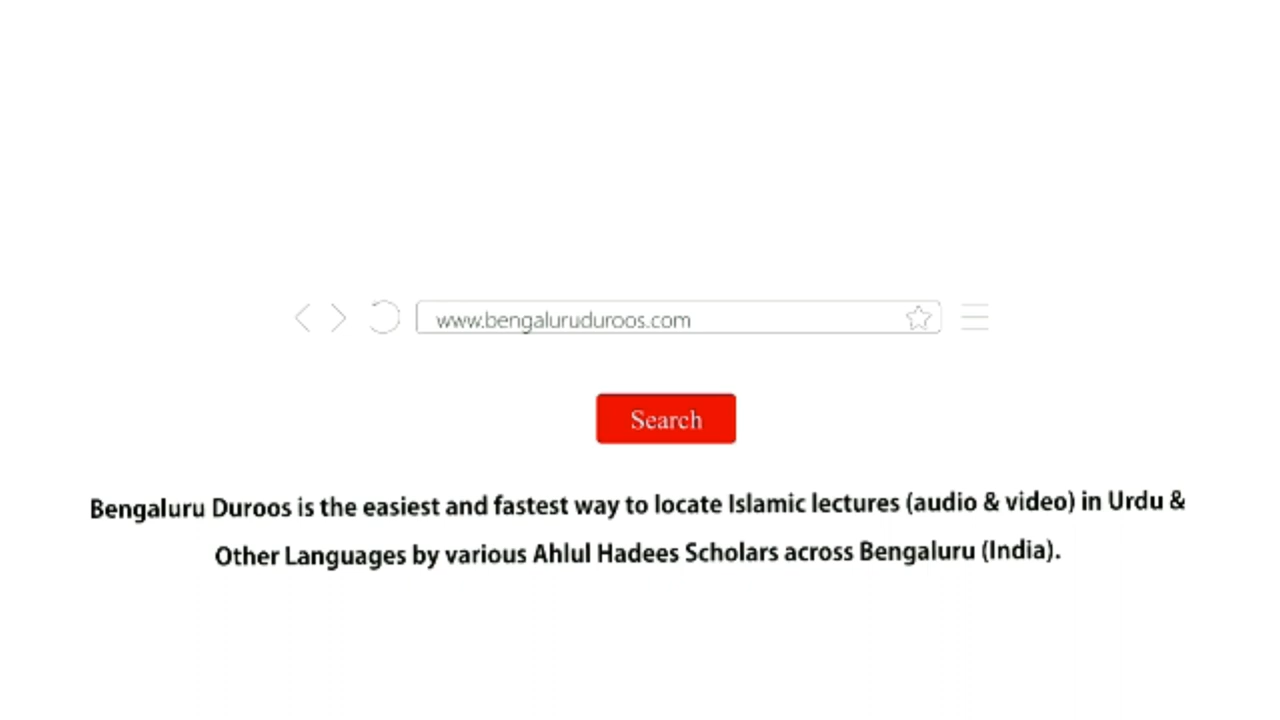 www.bengaluruduroos.com
Search
Bengaluru Duroos is the easiest and fastest way to locate Islamic lectures (audio & video) in Urdu &
Other Languages by various Ahlul Hadees Scholars across Bengaluru (India).